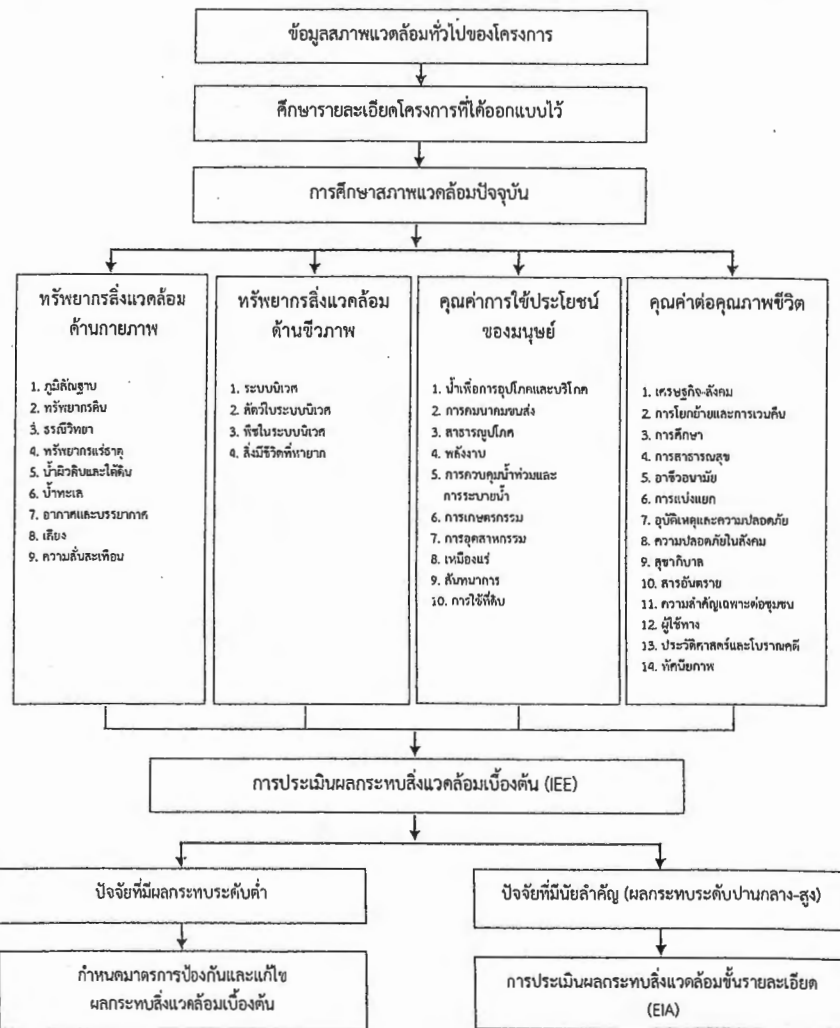 ข้อมูลสภาพแวดล้อมทั่วไปของโครงการ
ศึกษารายละเอียดโครงการที่ได้ออกแบบไว้
การศึกษาสภาพแวดล้อมปัจจุบัน
ทรัพยากรสิ่งแวดล้อม
ด้านกายภาพ
1. ภูมิสัณฐาน
2. ทรัพยากรดิน
3. ธรณีวิทยา
4. ทรัพยากรแร่ธาตุ
5. น้ำผิวดินและใต้ดิน
6. น้ำทะเล
7. อากาศและบรรยากาศ
8. เสียง
9. ความสั่นสะเทือน
ทรัพยากรสิ่งแวดล้อม
ด้านชีวภาพ
1. ระบบนิเวศ
2. สัตว์ในระบบนิเวศ
3. พืชในระบบนิเวศ
4. สิ่งมีชีวิตที่หายาก
คุณค่าการใช้ประโยชน์
ของมนุษย์
1. น้ำเพื่อการอุปโภคและบริโภค
2. การคมนาคมขนส่ง
3. สาธารณูปโภค
4. พลังงาน
5. การควบคุมน้ำท่วมและ
การระบายน้ำ
6. การเกษตรกรรม
7. การอุตสาหกรรม
8. เหมืองแร่
9. สันทนาการ
10. การใช้ที่ดิน
คุณค่าต่อคุณภาพชีวิต
1. เศรษฐกิจ-สังคม
2. การโยกย้ายและการเวนคืน
3. การศึกษา
4. การสาธารณสุข
5. อาชีวอนามัย
6. การแบ่งแยก
7. อุบัติเหตุและความปลอดภัย
8. ความปลอดภัยในสังคม
9. สุขาภิบาล
10. สารอันตราย
11. ความสำคัญเฉพาะต่อชุมชน
12. ผู้ใช้ทาง
13. ประวัติศาสตร์และโบราณคดี
14. ทัศนียภาพ
การประเมินผลกระทบสิ่งแวดล้อมเบื้องต้น (IEE)
ปัจจัยที่มีผลกระทบระดับต่ำ
ปัจจัยที่มีนัยสำคัญ (ผลกระทบระดับปานกลาง-สูง)
กำหนดมาตรการป้องกันและแก้ไข
ผลกระทบสิ่งแวดล้อมเบื้องต้น
การประเมินผลกระทบสิ่งแวดล้อมขั้นรายละเอียด
(EIA)